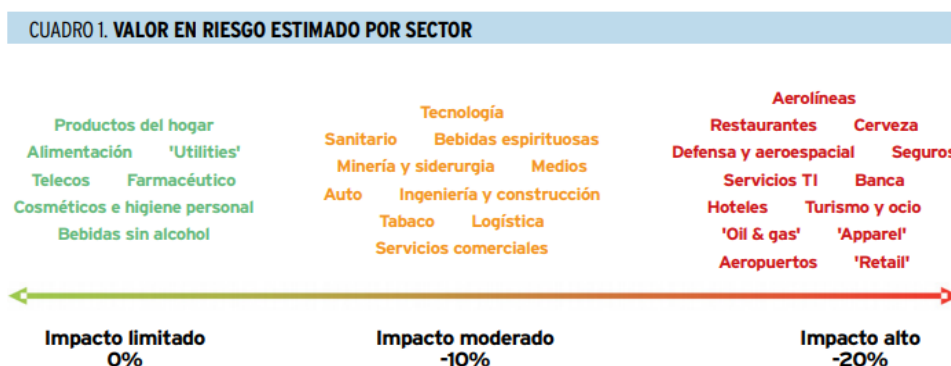 CUADRO 1. VALOR EN RIESGO ESTIMADO POR SECTOR
Productos del hogar
Alimentación 'Utilities'
Telecos Farmacéutico
Cosméticos e higiene personal
Bebidas sin alcohol
Tecnología
Sanitario Bebidas espirituosas
Minería y siderurgia Medios
Auto Ingeniería y construcción
Tabaco Logística
Servicios comerciales
Aerolíneas
Restaurantes Cerveza
Defensa y aeroespacial Seguros
Servicios TI Banca
Hoteles Turismo y ocio
'Oil & gas' 'Apparel'
Aeropuertos 'Retail'
Impacto limitado
0%
Impacto moderado
-10%
Impacto alto
-20%